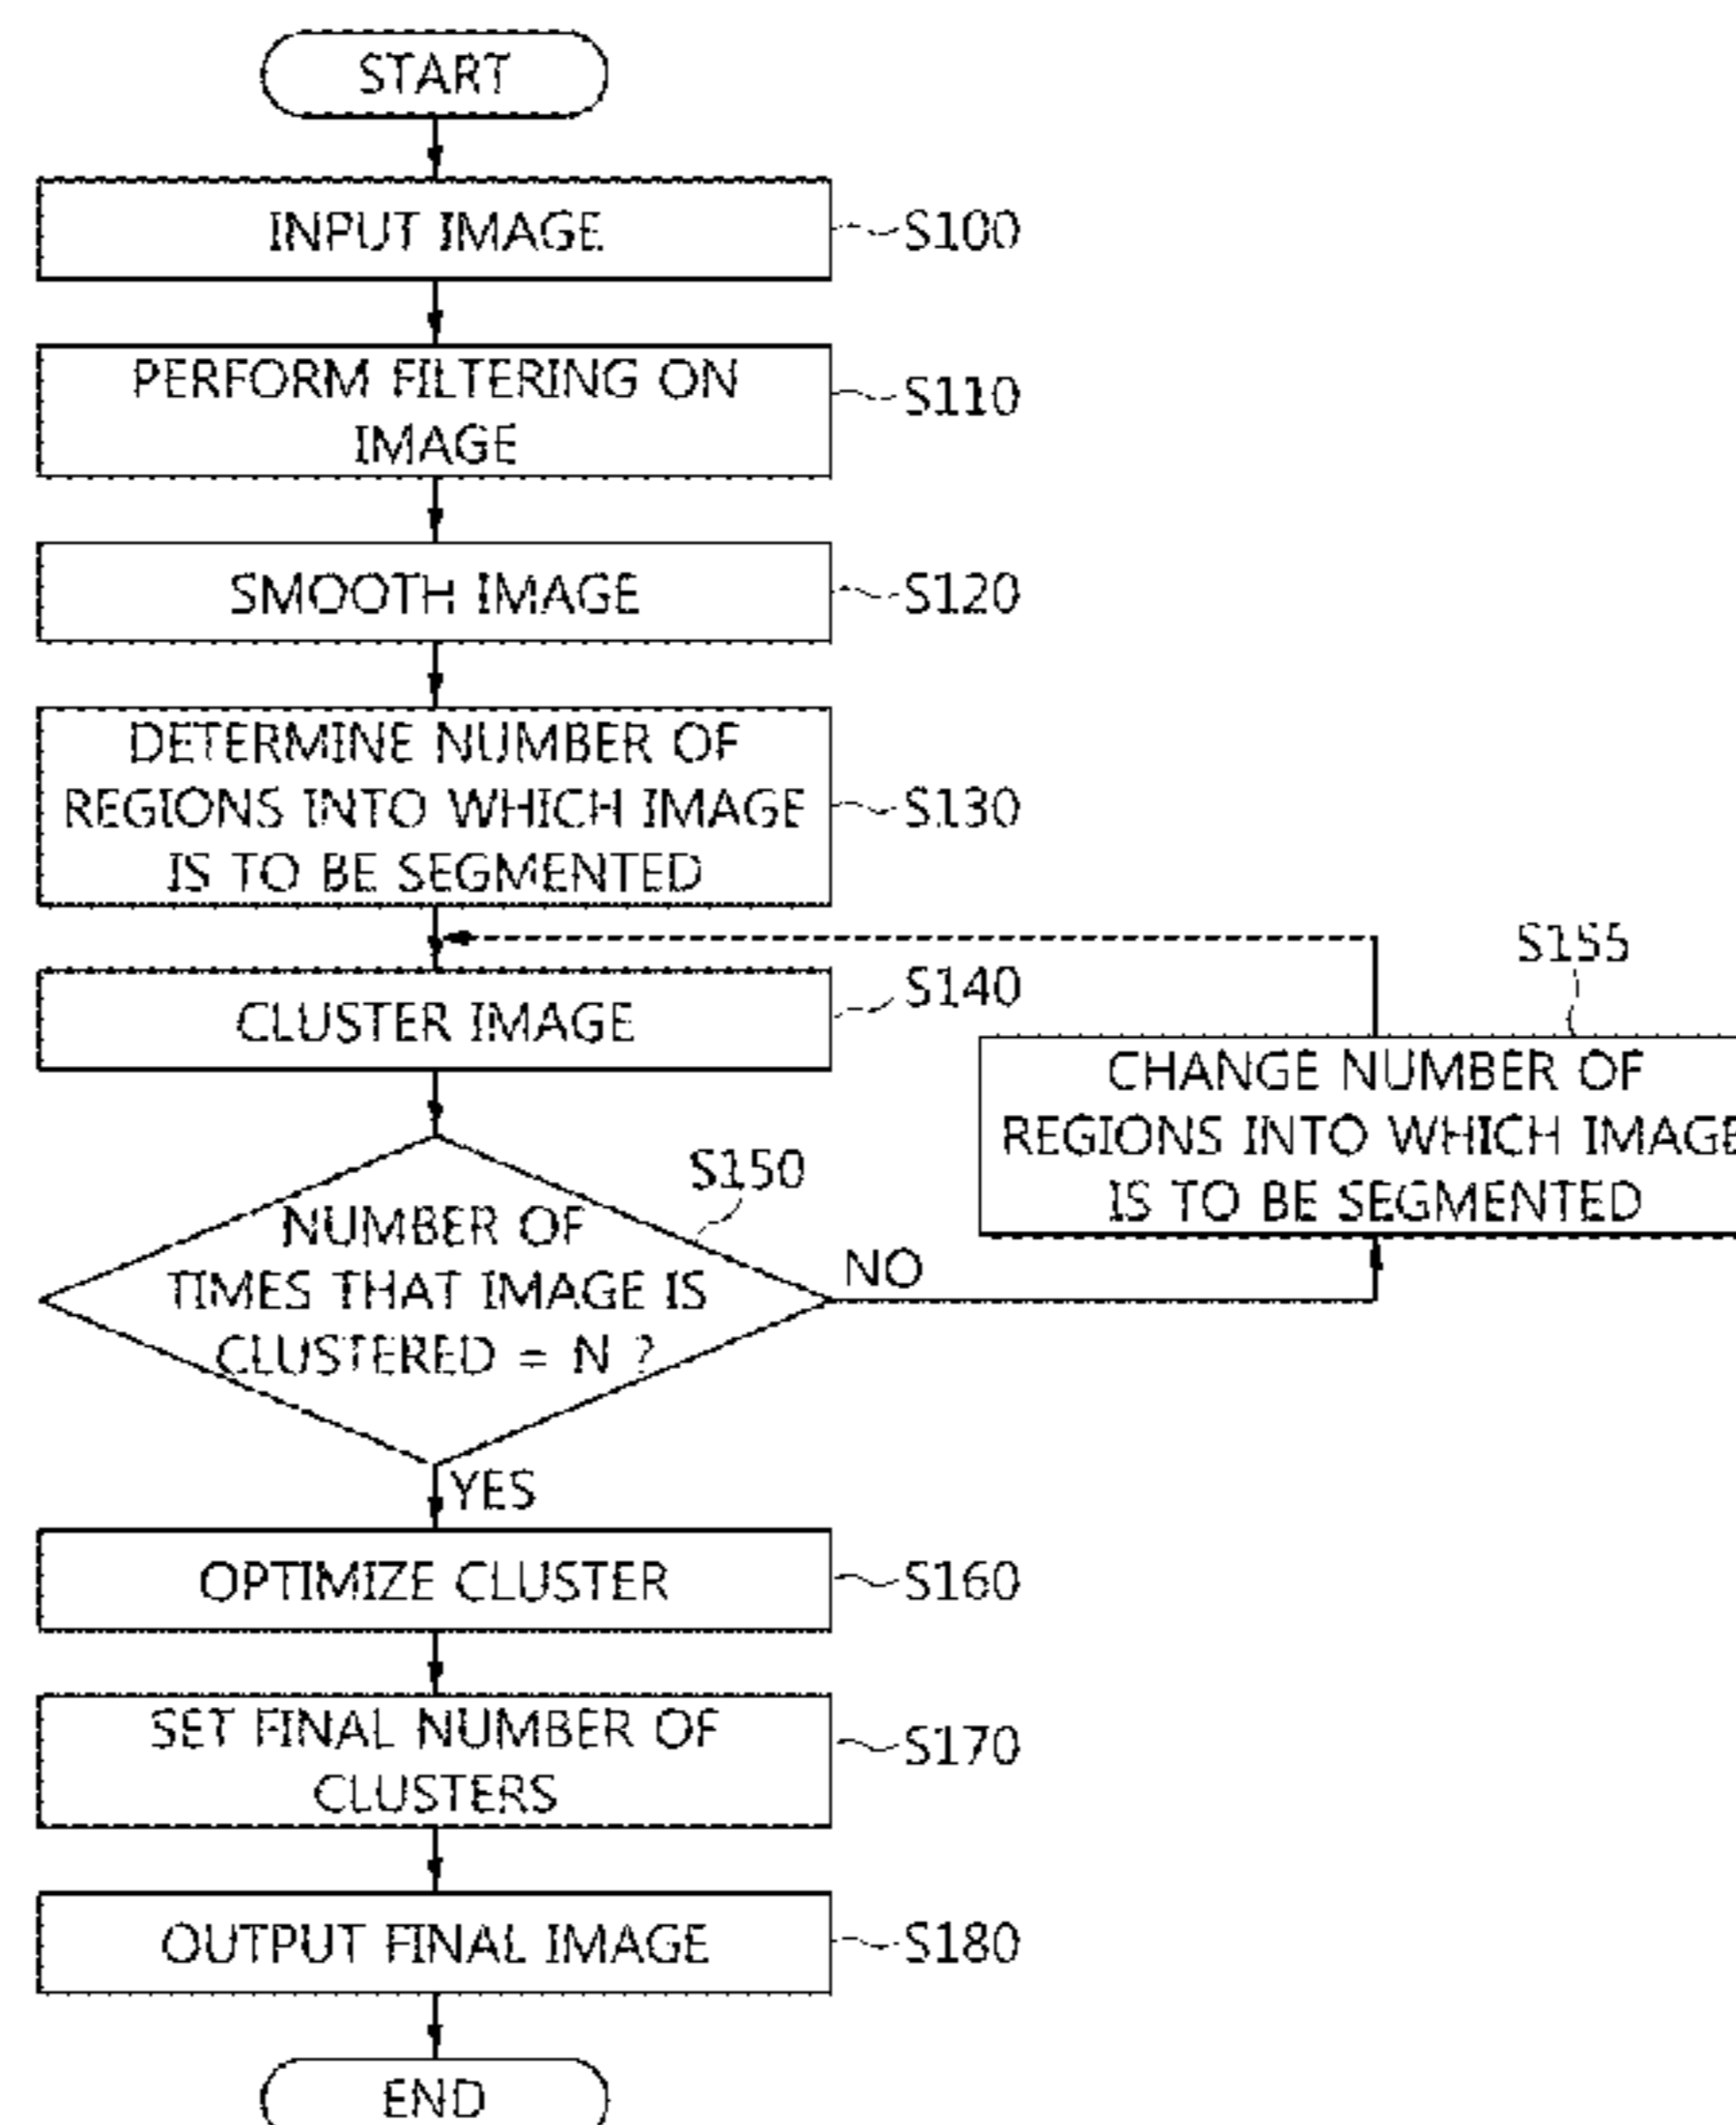 START
INPUT IMAGE
S100
PERFORM FILTERING ON
IMAGE
S110
SMOOTH IMAGE
S120
DETERMINE NUMBER OF
REGIONS INTO WHICH IMAGE
IS TO BE SEGMENTED
S130
CLUSTER IMAGE
S140
S155
CHANGE NUMBER OF
REGIONS INTO WHICH IMAGE
IS TO BE SEGMENTED
S150
NUMBER OF
TIMES THAT IMAGE IS
CLUSTERED = N ?
NO
YES
OPTIMIZE CLUSTER
S160
SET FINAL NUMBER OF
CLUSTERS
S170
OUTPUT FINAL IMAGE
S180
END